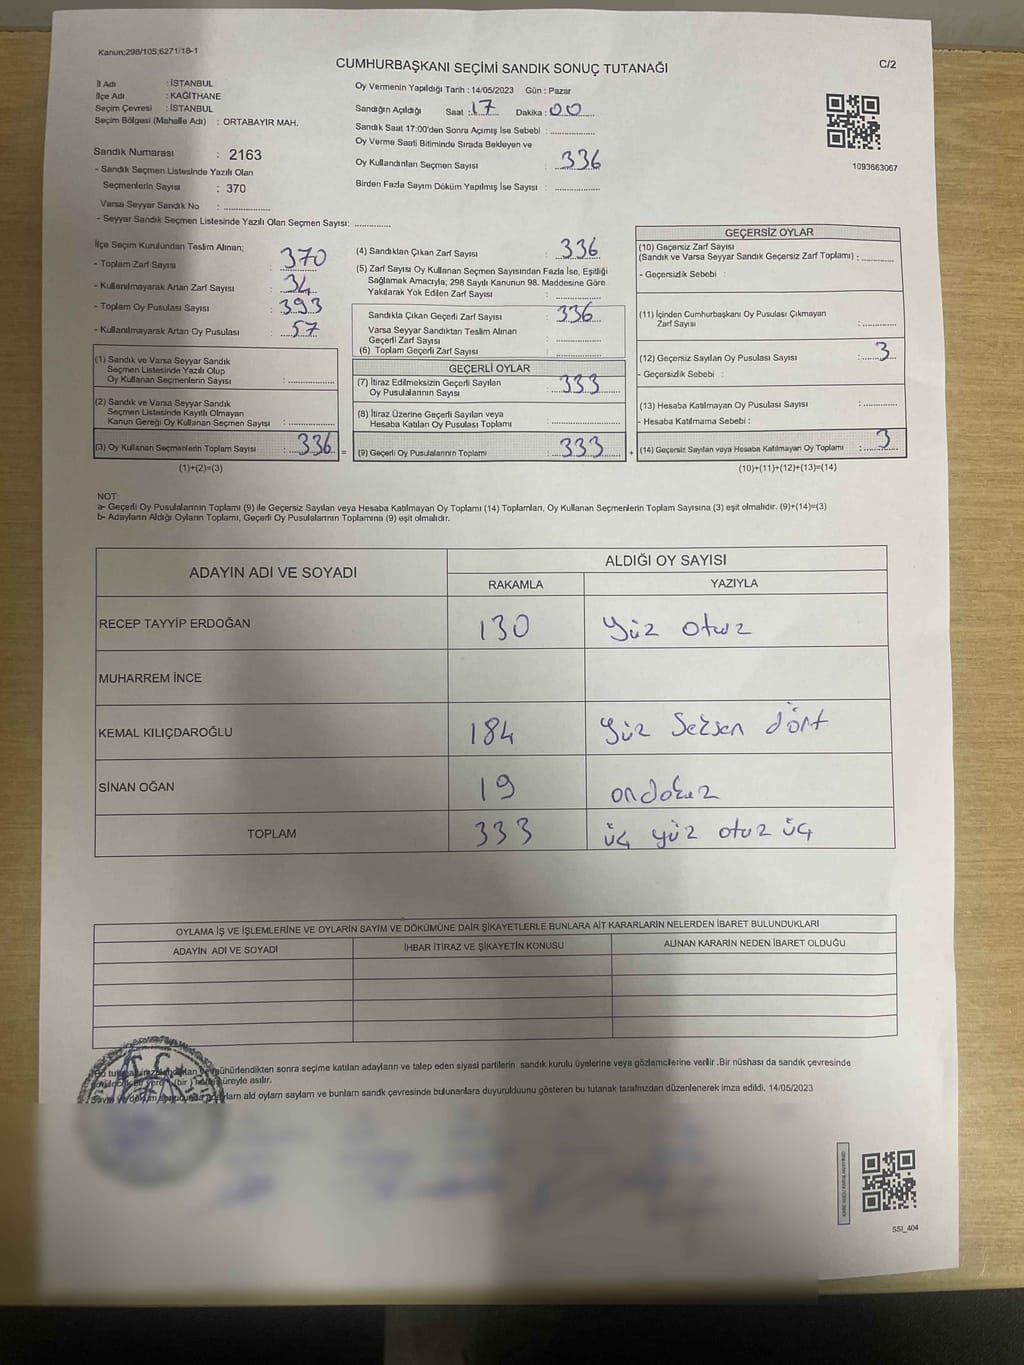 Kanun;298/105;6271/18-1
CUMHURBAŞKANI SEÇİMİ SANDIK SONUÇ TUTANAĞI
C/2
İl Adı : İSTANBUL
İlçe Adı : KAĞITHANE
Seçim Çevresi : İSTANBUL
Seçim Bölgesi (Mahalle Adı) : ORTABAYIR MAH.
Sandık Numarası : 2163
- Sandık Seçmen Listesinde Yazılı Olan
Seçmenlerin Sayısı : 370
Varsa Seyyar Sandık No :
- Seyyar Sandık Seçmen Listesinde Yazılı Olan Seçmen Sayısı:
Oy Vermenin Yapıldığı Tarih : 14/05/2023 Gün : Pazar
Sandığın Açıldığı Saat : 17 Dakika : 00
Sandık Saat 17:00'den Sonra Açımış İse Sebebi :
Oy Verme Saati Bitiminde Sırada Bekleyen ve
Oy Kullandırılan Seçmen Sayısı : 336
Birden Fazla Sayım Döküm Yapılmış İse Sayısı :
1093663067
İlçe Seçim Kurulundan Teslim Alınan;
- Toplam Zarf Sayısı : 370
- Kullanılmayarak Artan Zarf Sayısı : 34
- Toplam Oy Pusulası Sayısı : 393
- Kullanılmayarak Artan Oy Pusulası : 57
(1) Sandık ve Varsa Seyyar Sandık
Seçmen Listesinde Yazılı Olup
Oy Kullanan Seçmenlerin Sayısı :
(2) Sandık ve Varsa Seyyar Sandık
Seçmen Listesinde Kayıtlı Olmayan
Kanun Gereği Oy Kullanan Seçmen Sayısı :
(3) Oy Kullanan Seçmenlerin Toplam Sayısı : 336 =
(1)+(2)=(3)
(4) Sandıktan Çıkan Zarf Sayısı : 336
(5) Zarf Sayısı Oy Kullanan Seçmen Sayısından Fazla İse, Eşitliği
Sağlamak Amacıyla; 298 Sayılı Kanunun 98. Maddesine Göre
Yakılarak Yok Edilen Zarf Sayısı :
Sandıkla Çıkan Geçerli Zarf Sayısı : 336
Varsa Seyyar Sandıktan Teslim Alınan
Geçerli Zarf Sayısı :
(6) Toplam Geçerli Zarf Sayısı :
GEÇERLİ OYLAR
(7) İtiraz Edilmeksizin Geçerli Sayılan
Oy Pusulalarının Sayısı : 333
(8) İtiraz Üzerine Geçerli Sayılan veya
Hesaba Katılan Oy Pusulası Toplamı :
(9) Geçerli Oy Pusulalarının Toplamı : 333 +
GEÇERSİZ OYLAR
(10) Geçersiz Zarf Sayısı
(Sandık ve Varsa Seyyar Sandık Geçersiz Zarf Toplamı) :
- Geçersizlik Sebebi :
(11) İçinden Cumhurbaşkanı Oy Pusulası Çıkmayan
Zarf Sayısı :
(12) Geçersiz Sayılan Oy Pusulası Sayısı : 3
- Geçersizlik Sebebi :
(13) Hesaba Katılmayan Oy Pusulası Sayısı :
- Hesaba Katılmama Sebebi :
(14) Geçersiz Sayılan veya Hesaba Katılmayan Oy Toplamı : 3
(10)+(11)+(12)+(13)=(14)
NOT:
a- Geçerli Oy Pusulalarının Toplamı (9) ile Geçersiz Sayılan veya Hesaba Katılmayan Oy Toplamı (14) Toplamları, Oy Kullanan Seçmenlerin Toplam Sayısına (3) eşit olmalıdır. (9)+(14)=(3)
b- Adayların Aldığı Oyların Toplamı, Geçerli Oy Pusulalarının Toplamına (9) eşit olmalıdır.
ADAYIN ADI VE SOYADI
ALDIĞI OY SAYISI
RAKAMLA YAZIYLA
RECEP TAYYİP ERDOĞAN 130 Yüz otuz
MUHARREM İNCE
KEMAL KILIÇDAROĞLU 184 Yüz Seksen dört
SİNAN OĞAN 19 ondokuz
TOPLAM 333 üç yüz otuz üç
OYLAMA İŞ VE İŞLEMLERİNE VE OYLARIN SAYIM VE DÖKÜMÜNE DAİR ŞİKAYETLERLE BUNLARA AİT KARARLARIN NELERDEN İBARET BULUNDUKLARI
ADAYIN ADI VE SOYADI İHBAR İTİRAZ VE ŞİKAYETİN KONUSU ALINAN KARARIN NEDEN İBARET OLDUĞU
mühürlendikten sonra seçime katılan adayların ve talep eden siyasi partilerin sandık kurulu üyelerine veya gözlemcilerine verilir .Bir nüshası da sandık çevresinde
(bir) süreyle asılır.
ald oyların sayları ve bunların sandık çevresinde bulunanlara duyurulduunu gösteren bu tutanak tarafımızdan düzenlenerek imza edildi. 14/05/2023
SSİ_404